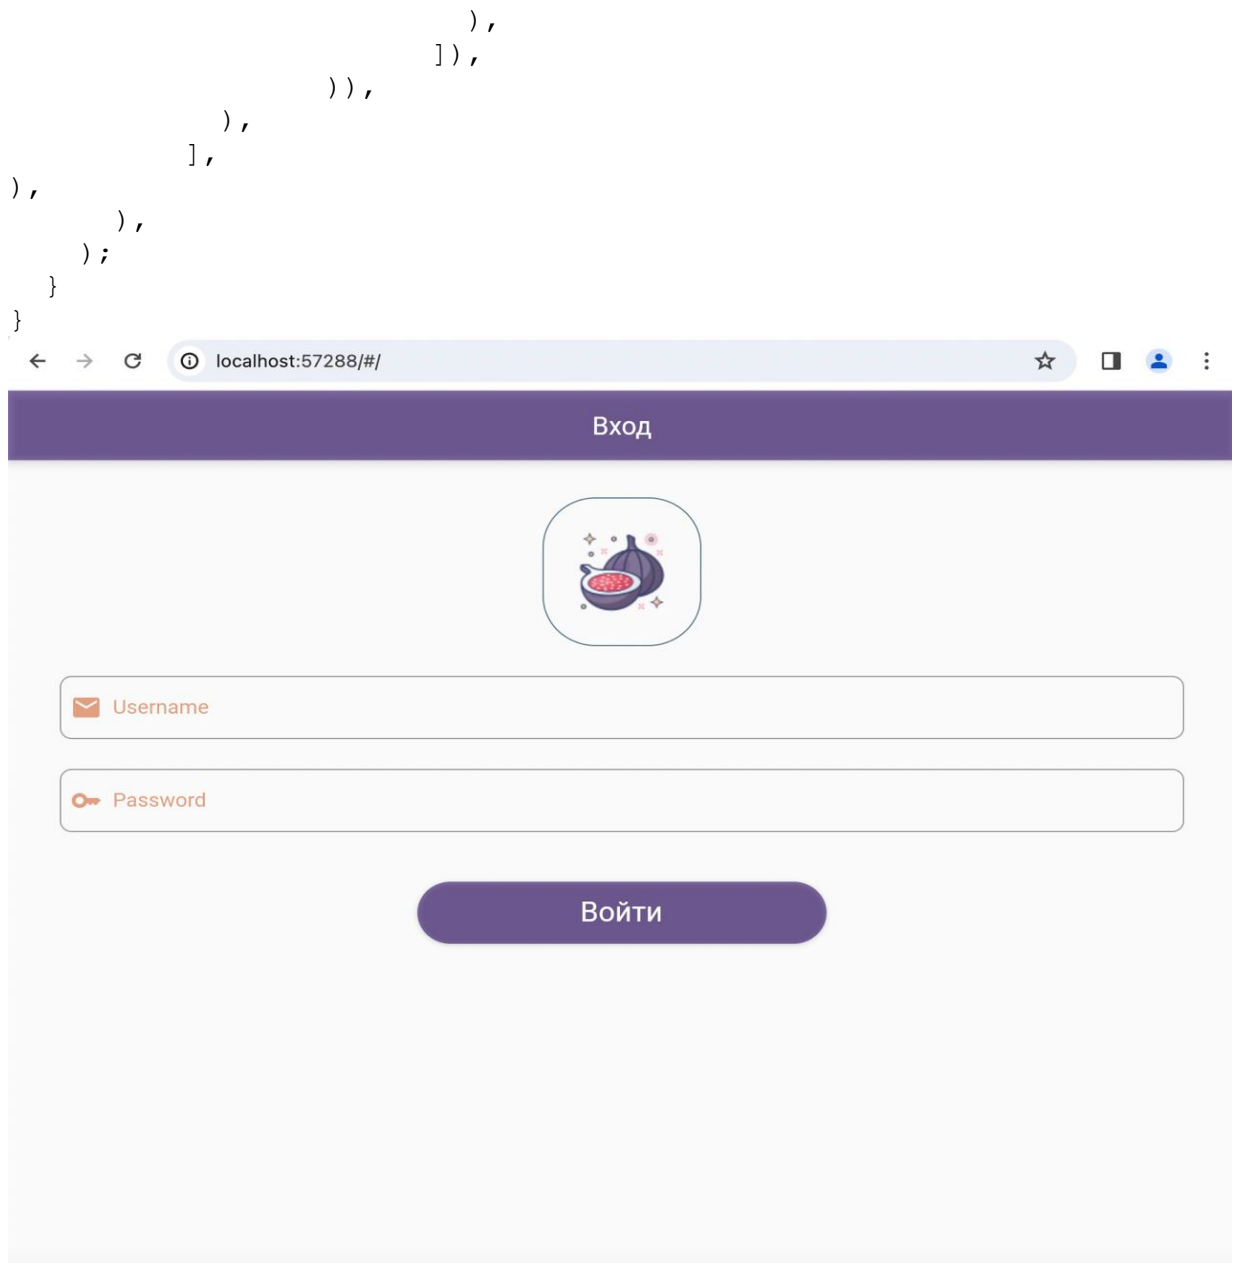 ),
]),
)),
),
],
),
),
);
}
}
localhost:57288/#/
Вход
Username
Password
Войти